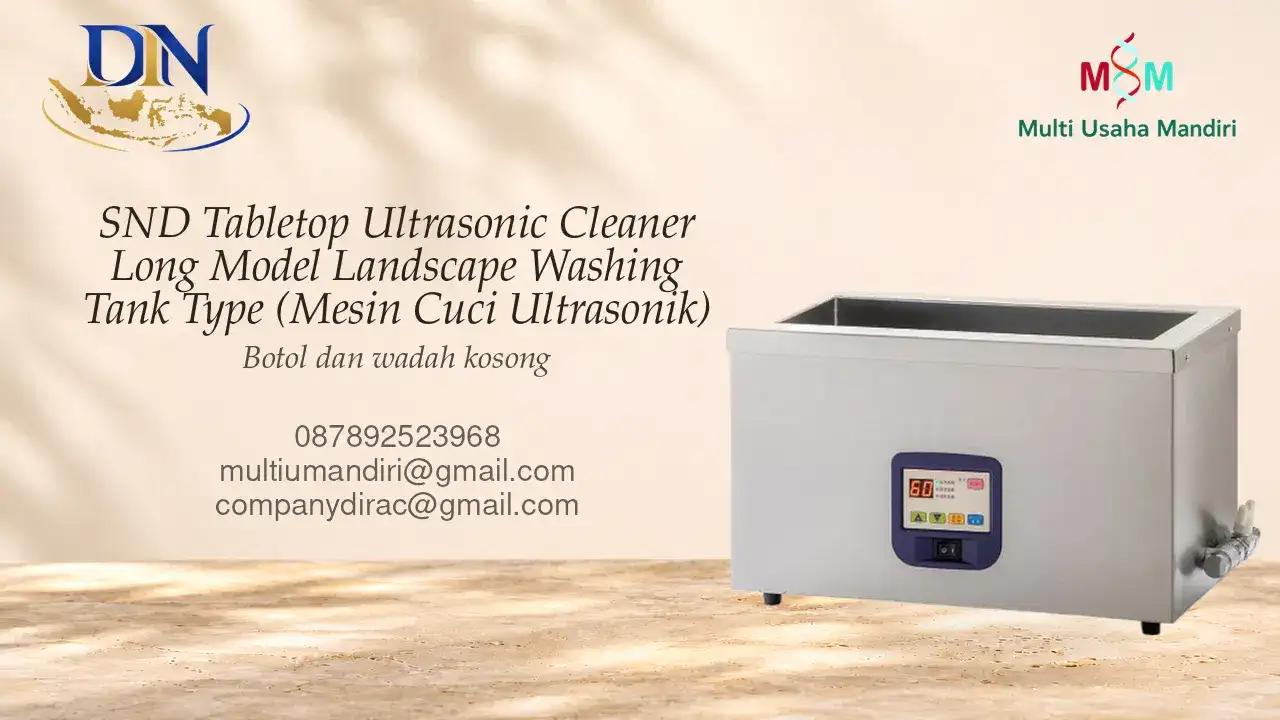 DIN
MSM
Multi Usaha Mandiri
SND Tabletop Ultrasonic Cleaner
Long Model Landscape Washing
Tank Type (Mesin Cuci Ultrasonik)
Botol dan wadah kosong
087892523968
multiumandiri@gmail.com
companydirac@gmail.com
60